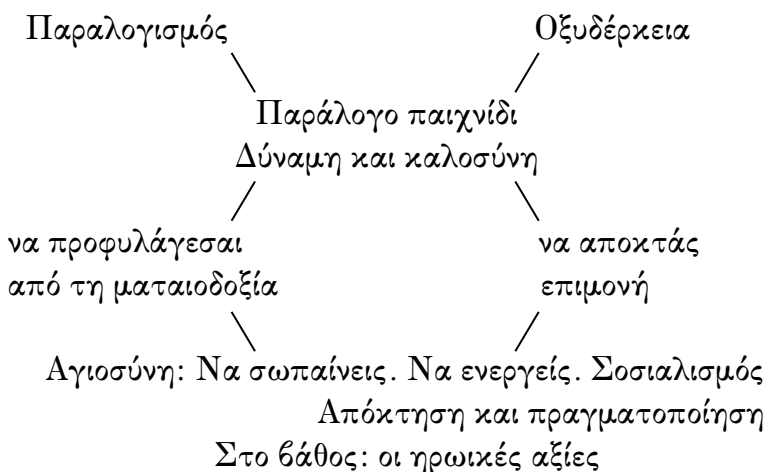 Παραλογισμός Οξυδέρκεια
Παράλογο παιχνίδι
Δύναμη και καλοσύνη
να προφυλάγεσαι να αποκτάς
από τη ματαιοδοξία επιμονή
Αγιοσύνη: Να σωπαίνεις. Να ενεργείς. Σοσιαλισμός
Απόκτηση και πραγματοποίηση
Στο βάθος: οι ηρωικές αξίες